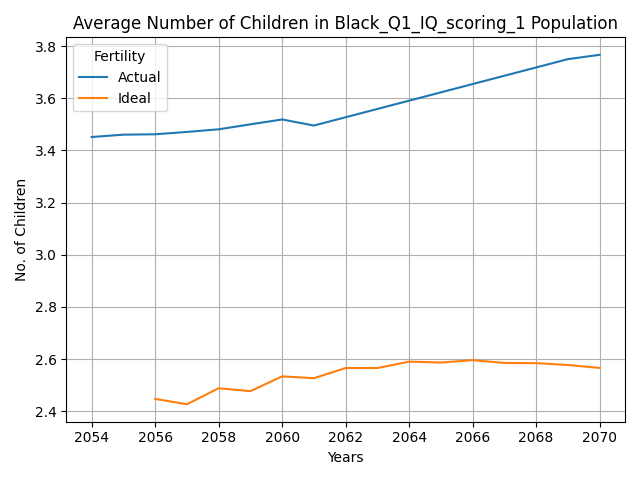 Average Number of Children in Black_Q1_IQ_scoring_1 Population
Fertility
Actual
Ideal
No. of Children
3.8
3.6
3.4
3.2
3.0
2.8
2.6
2.4
2054 2056 2058 2060 2062 2064 2066 2068 2070
Years